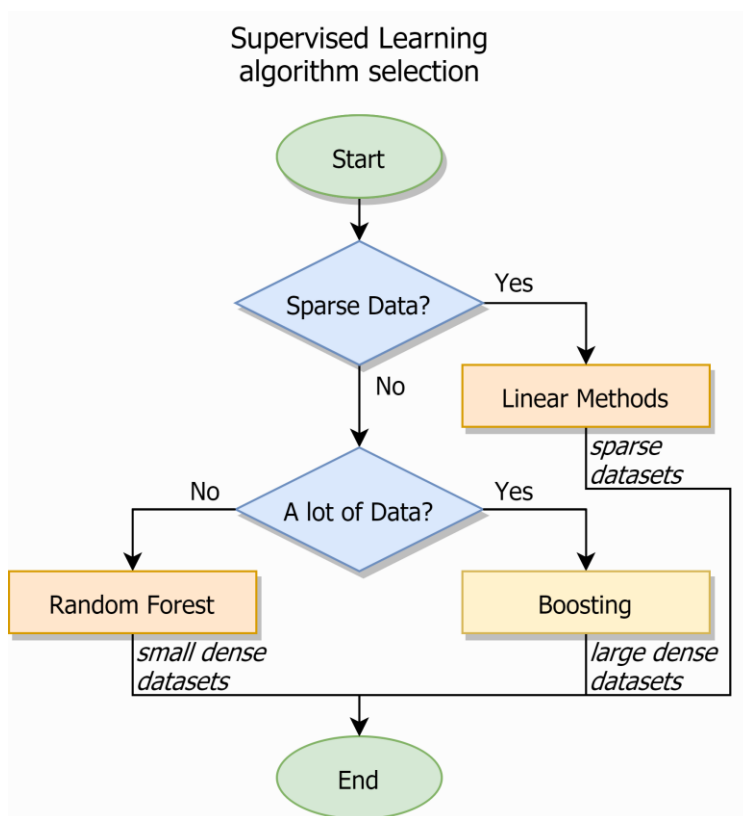 Supervised Learning
algorithm selection
Start
Sparse Data?
Yes
No
Linear Methods
sparse
datasets
No
A lot of Data?
Yes
Random Forest
Boosting
small dense
datasets
large dense
datasets
End